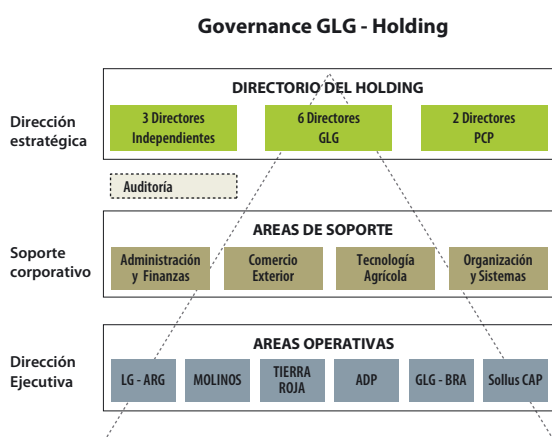 Governance GLG - Holding
DIRECTORIO DEL HOLDING
Dirección
estratégica
3 Directores
Independientes
6 Directores
GLG
2 Directores
PCP
Auditoría
AREAS DE SOPORTE
Soporte
corporativo
Administración
y Finanzas
Comercio
Exterior
Tecnología
Agrícola
Organización
y Sistemas
AREAS OPERATIVAS
Dirección
Ejecutiva
LG - ARG
MOLINOS
TIERRA
ROJA
ADP
GLG - BRA
Sollus CAP